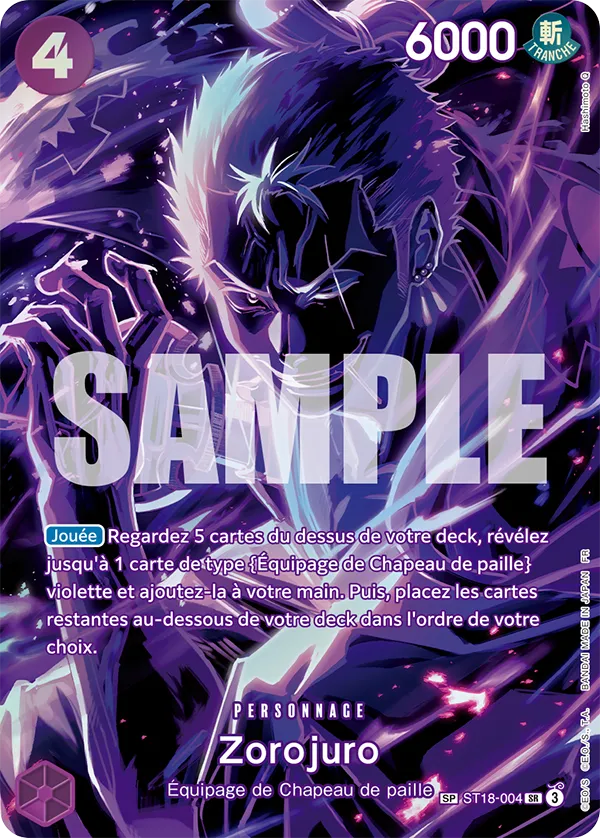 4
6000
斬
TRANCHE
Hashimoto Q
SAMPLE
Jouée Regardez 5 cartes du dessus de votre deck, révélez
jusqu'à 1 carte de type {Équipage de Chapeau de paille}
violette et ajoutez-la à votre main. Puis, placez les cartes
restantes au-dessous de votre deck dans l'ordre de votre
choix.
PERSONNAGE
Zorojuro
Équipage de Chapeau de paille
SP ST18-004 SR 3
©EO/S ©E.O./S., T.A. BANDAI MADE IN JAPAN FR